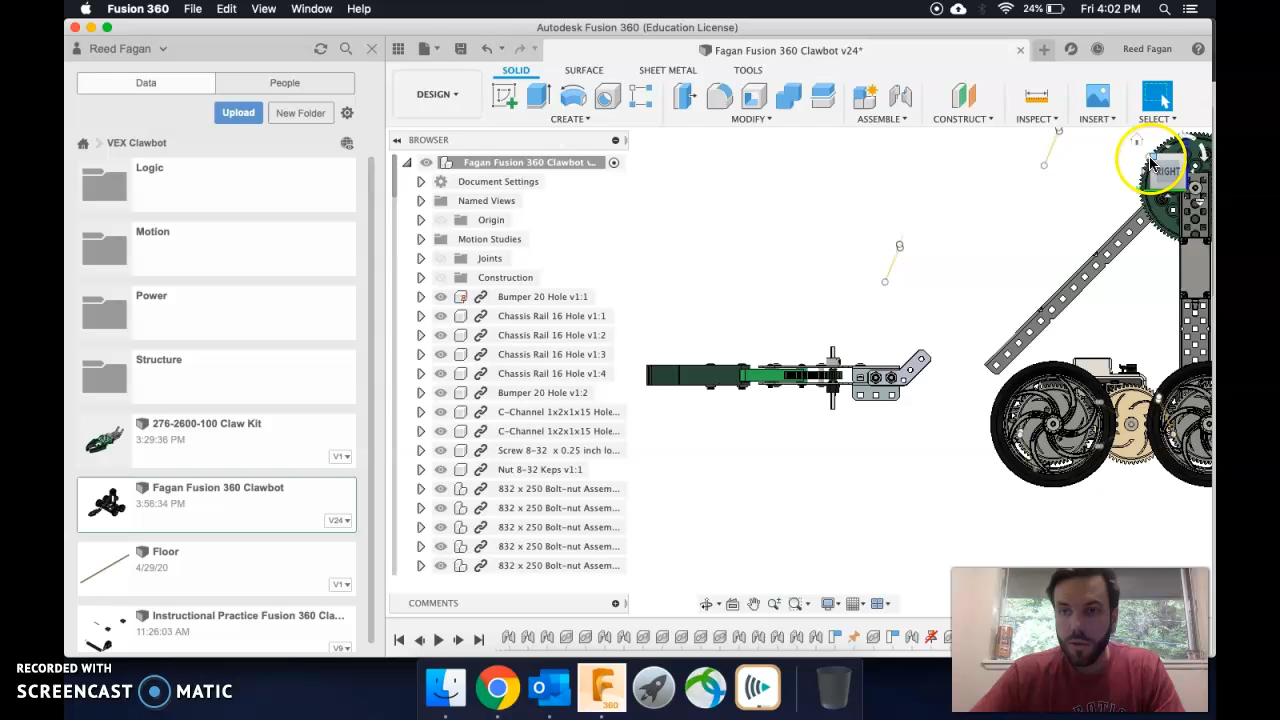 Fusion 360 File Edit View Window Help 24% Fri 4:02 PM
Autodesk Fusion 360 (Education License)
Reed Fagan
Fagan Fusion 360 Clawbot v24*
Reed Fagan
Data People
SOLID SURFACE SHEET METAL TOOLS
DESIGN
CREATE MODIFY ASSEMBLE CONSTRUCT INSPECT INSERT SELECT
Upload New Folder
VEX Clawbot
Logic
Motion
Power
Structure
276-2600-100 Claw Kit
3:29:36 PM
V1
Fagan Fusion 360 Clawbot
3:56:34 PM
V24
Floor
4/29/20
V1
Instructional Practice Fusion 360 Cla...
11:26:03 AM
V9
BROWSER
Fagan Fusion 360 Clawbot v...
Document Settings
Named Views
Origin
Motion Studies
Joints
Construction
Bumper 20 Hole v1:1
Chassis Rail 16 Hole v1:1
Chassis Rail 16 Hole v1:2
Chassis Rail 16 Hole v1:3
Chassis Rail 16 Hole v1:4
Bumper 20 Hole v1:2
C-Channel 1x2x1x15 Hole...
C-Channel 1x2x1x15 Hole...
Screw 8-32 x 0.25 inch lo...
Nut 8-32 Keps v1:1
832 x 250 Bolt-nut Assem...
832 x 250 Bolt-nut Assem...
832 x 250 Bolt-nut Assem...
832 x 250 Bolt-nut Assem...
832 x 250 Bolt-nut Assem...
COMMENTS
RIGHT
360
RECORDED WITH
SCREENCAST MATIC